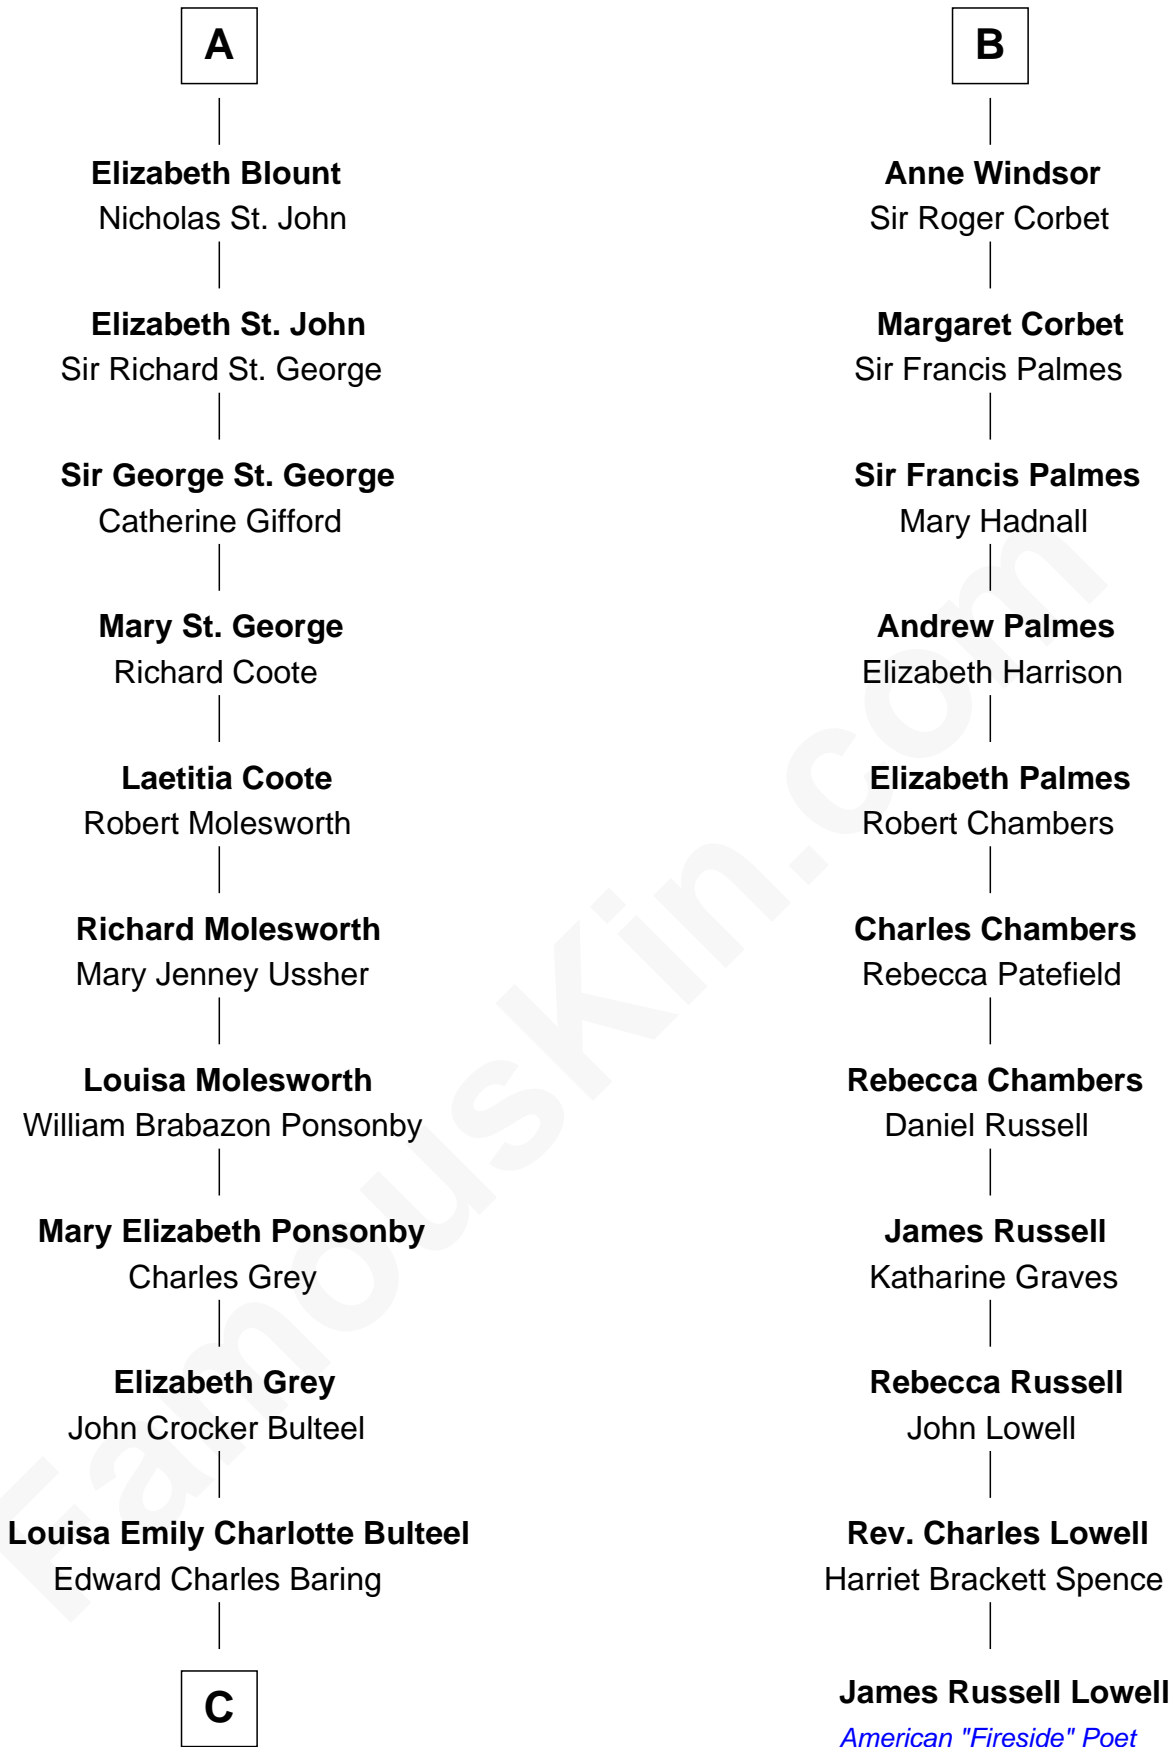 A
Elizabeth Blount
Nicholas St. John
Elizabeth St. John
Sir Richard St. George
Sir George St. George
Catherine Gifford
Mary St. George
Richard Coote
Laetitia Coote
Robert Molesworth
Richard Molesworth
Mary Jenney Ussher
Louisa Molesworth
William Brabazon Ponsonby
Mary Elizabeth Ponsonby
Charles Grey
Elizabeth Grey
John Crocker Bulteel
Louisa Emily Charlotte Bulteel
Edward Charles Baring
C
B
Anne Windsor
Sir Roger Corbet
Margaret Corbet
Sir Francis Palmes
Sir Francis Palmes
Mary Hadnall
Andrew Palmes
Elizabeth Harrison
Elizabeth Palmes
Robert Chambers
Charles Chambers
Rebecca Patefield
Rebecca Chambers
Daniel Russell
James Russell
Katharine Graves
Rebecca Russell
John Lowell
Rev. Charles Lowell
Harriet Brackett Spence
James Russell Lowell
American "Fireside" Poet
FamousKin.com